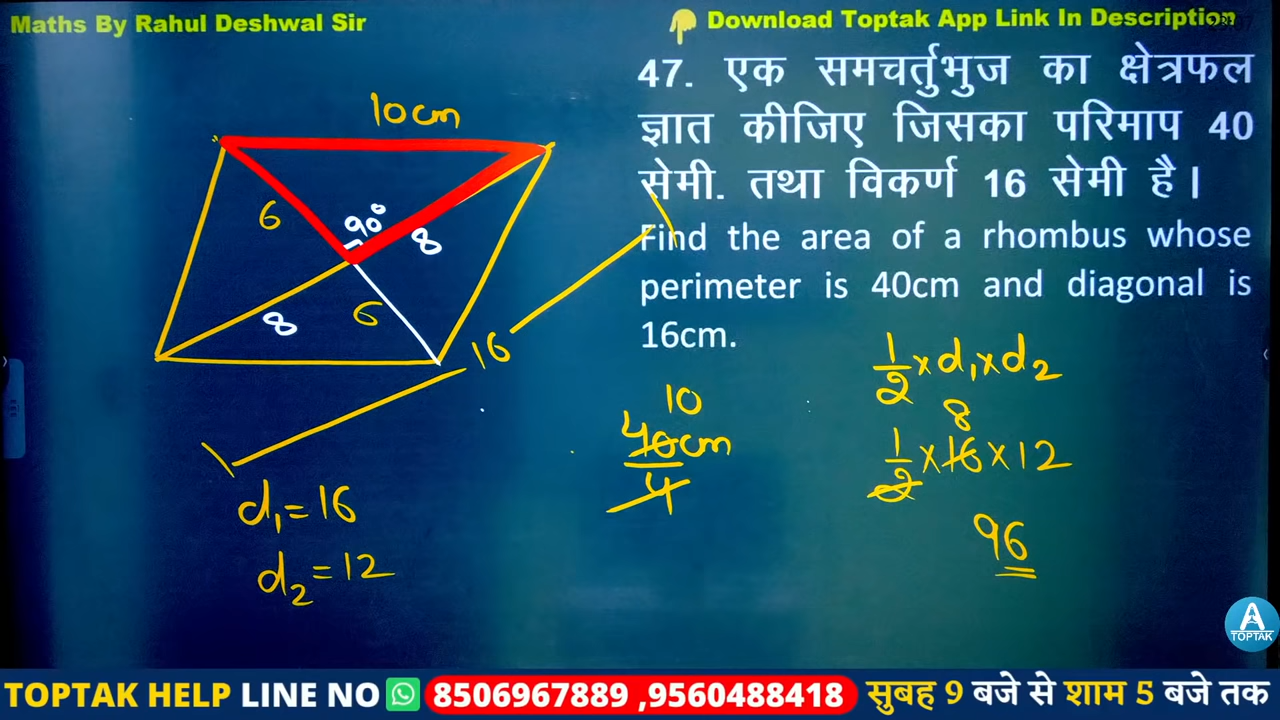 Maths By Rahul Deshwal Sir
Download Toptak App Link In Description
47. एक समचर्तुभुज का क्षेत्रफल
ज्ञात कीजिए जिसका परिमाप 40
सेमी. तथा विकर्ण 16 सेमी है।
Find the area of a rhombus whose
perimeter is 40cm and diagonal is
16cm.
10cm
6
90°
8
8
6
16
d₁=16
d₂=12
10
40cm
4
1/2×d₁×d₂
8
1/2×16×12
96
A
TOPTAK
TOPTAK HELP LINE NO 8506967889 ,9560488418 सुबह 9 बजे से शाम 5 बजे तक